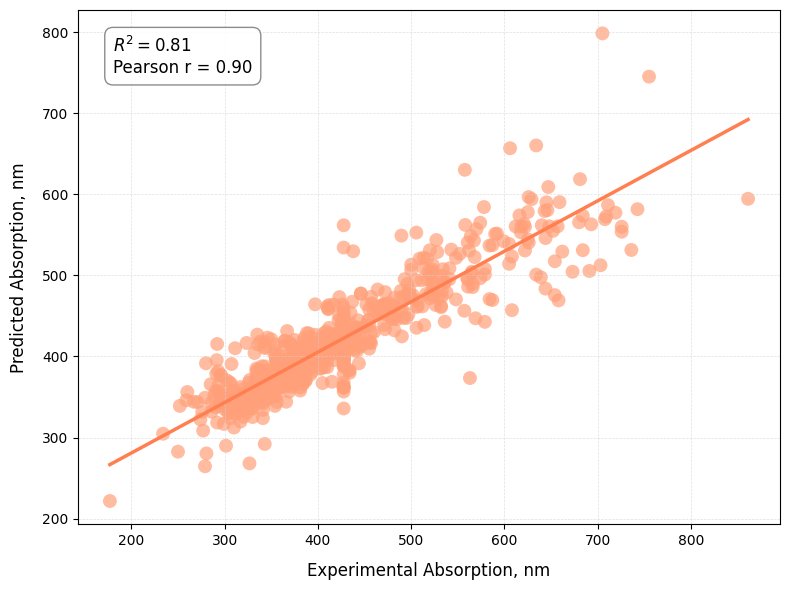 R² = 0.81
Pearson r = 0.90
800
700
600
500
400
300
200
Predicted Absorption, nm
200 300 400 500 600 700 800
Experimental Absorption, nm